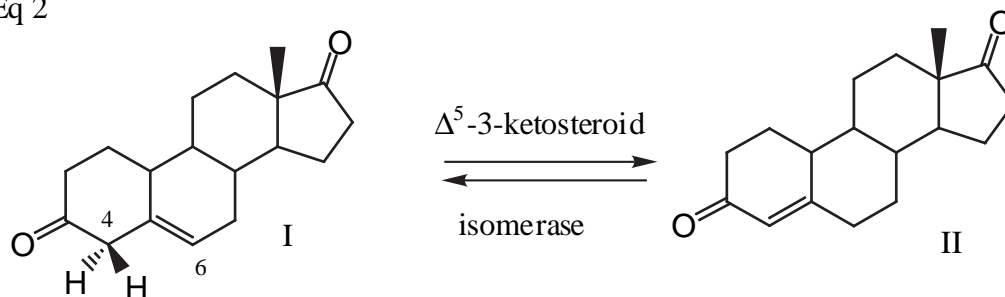 Eq 2
O
O
Δ⁵-3-ketosteroid
isomerase
O
4
H
H
6
I
O
II